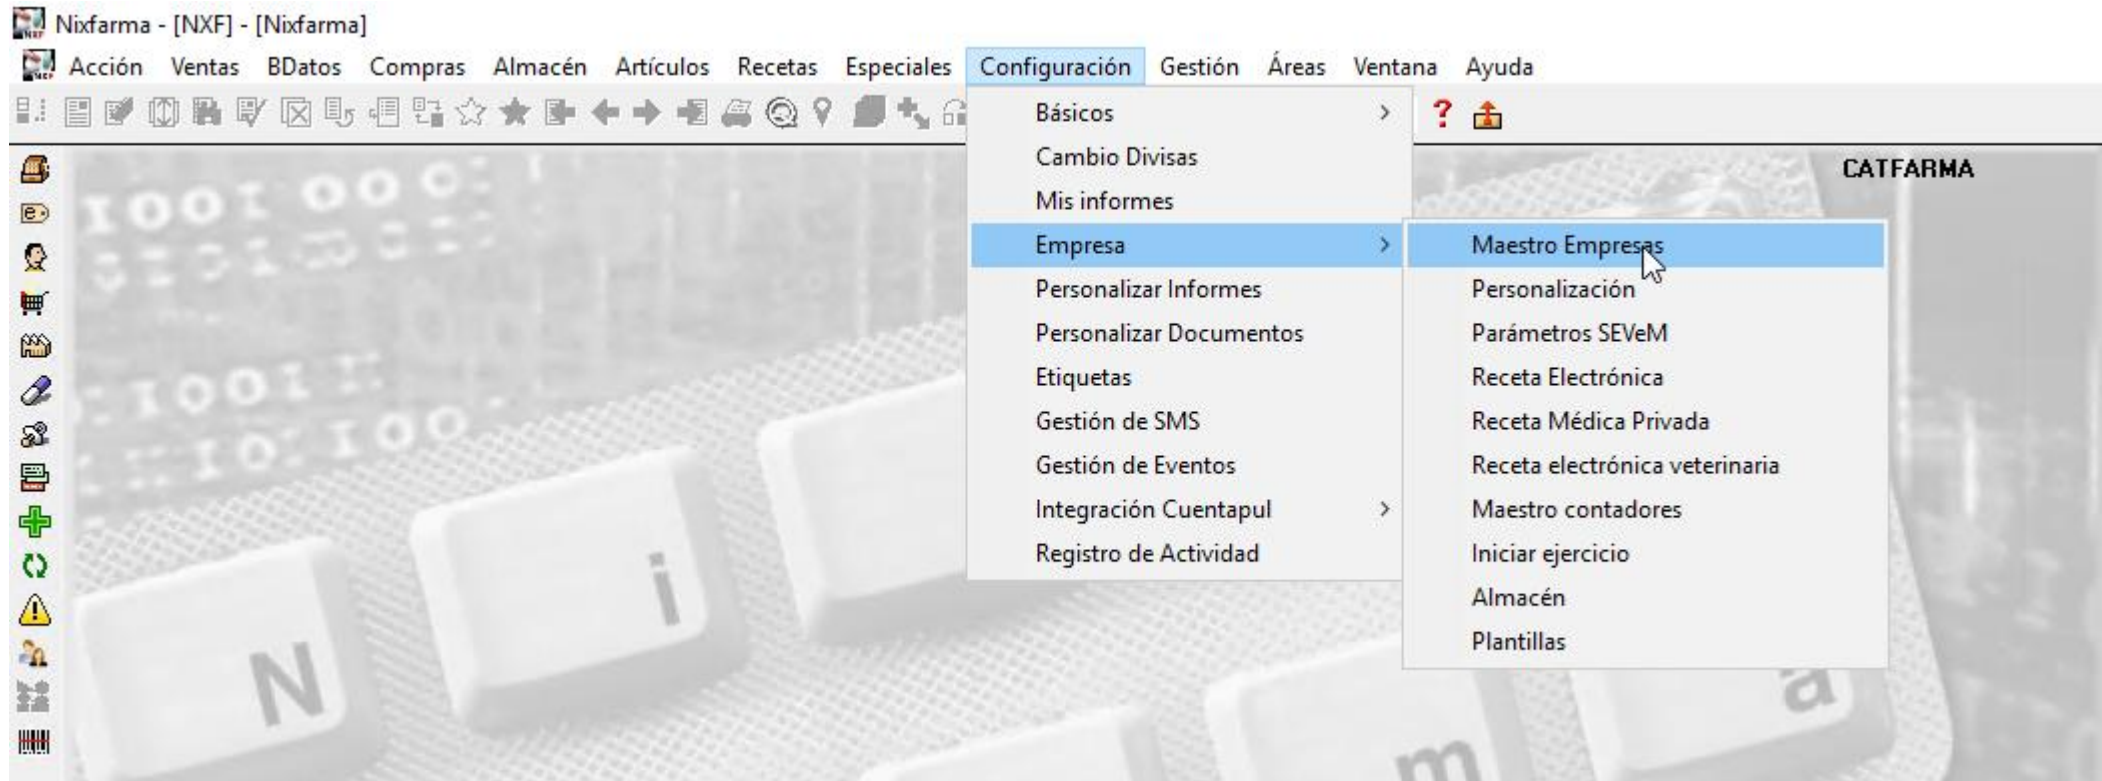 Nixfarma - [NXF] - [Nixfarma]
Acción Ventas BDatos Compras Almacén Artículos Recetas Especiales Configuración Gestión Áreas Ventana Ayuda
Básicos
Cambio Divisas
Mis informes
Empresa
Personalizar Informes
Personalizar Documentos
Etiquetas
Gestión de SMS
Gestión de Eventos
Integración Cuentapul
Registro de Actividad
Maestro Empresas
Personalización
Parámetros SEVeM
Receta Electrónica
Receta Médica Privada
Receta electrónica veterinaria
Maestro contadores
Iniciar ejercicio
Almacén
Plantillas
CATFARMA
N i m a